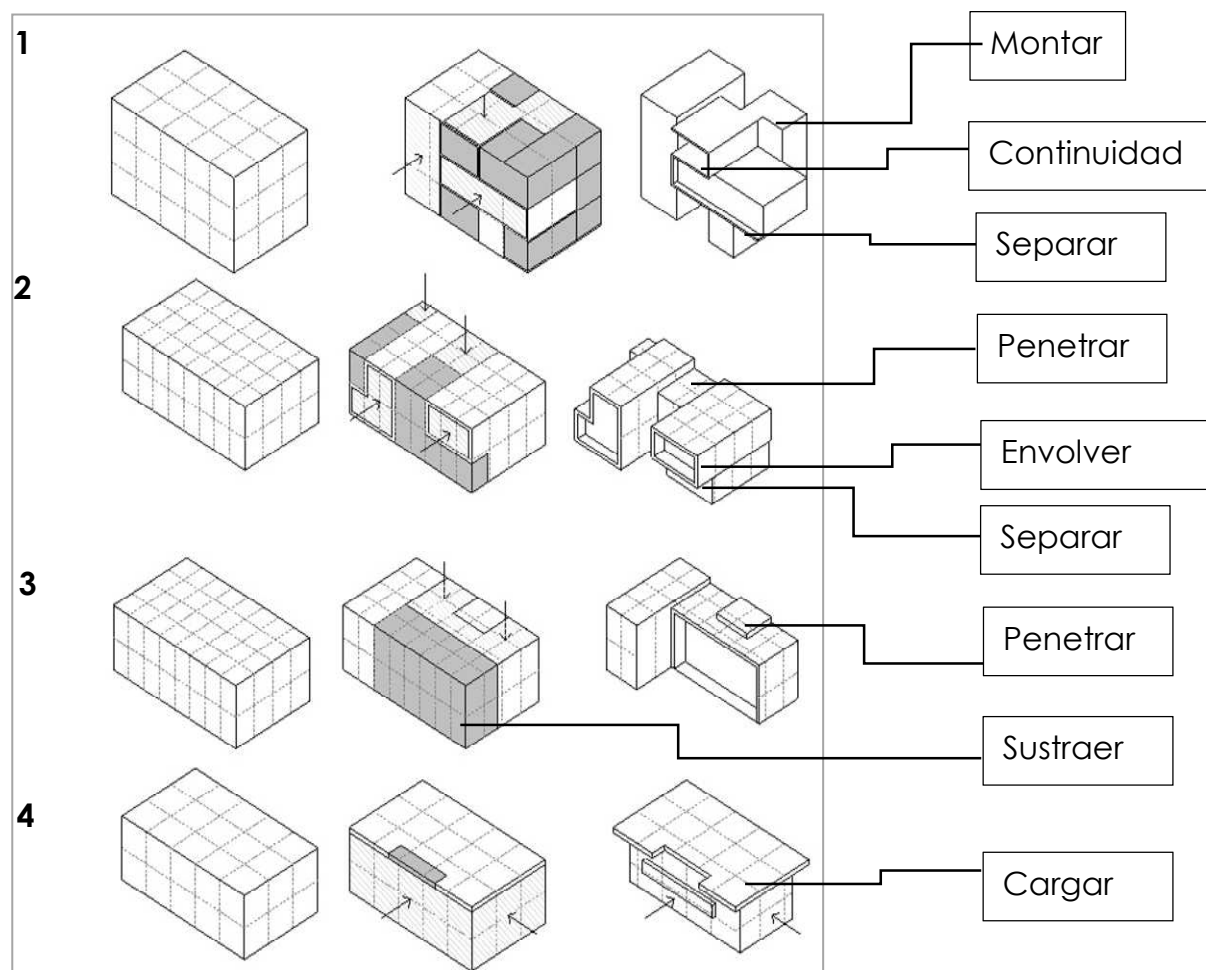 1
Montar
Continuidad
Separar
2
Penetrar
Envolver
Separar
3
Penetrar
Sustraer
4
Cargar